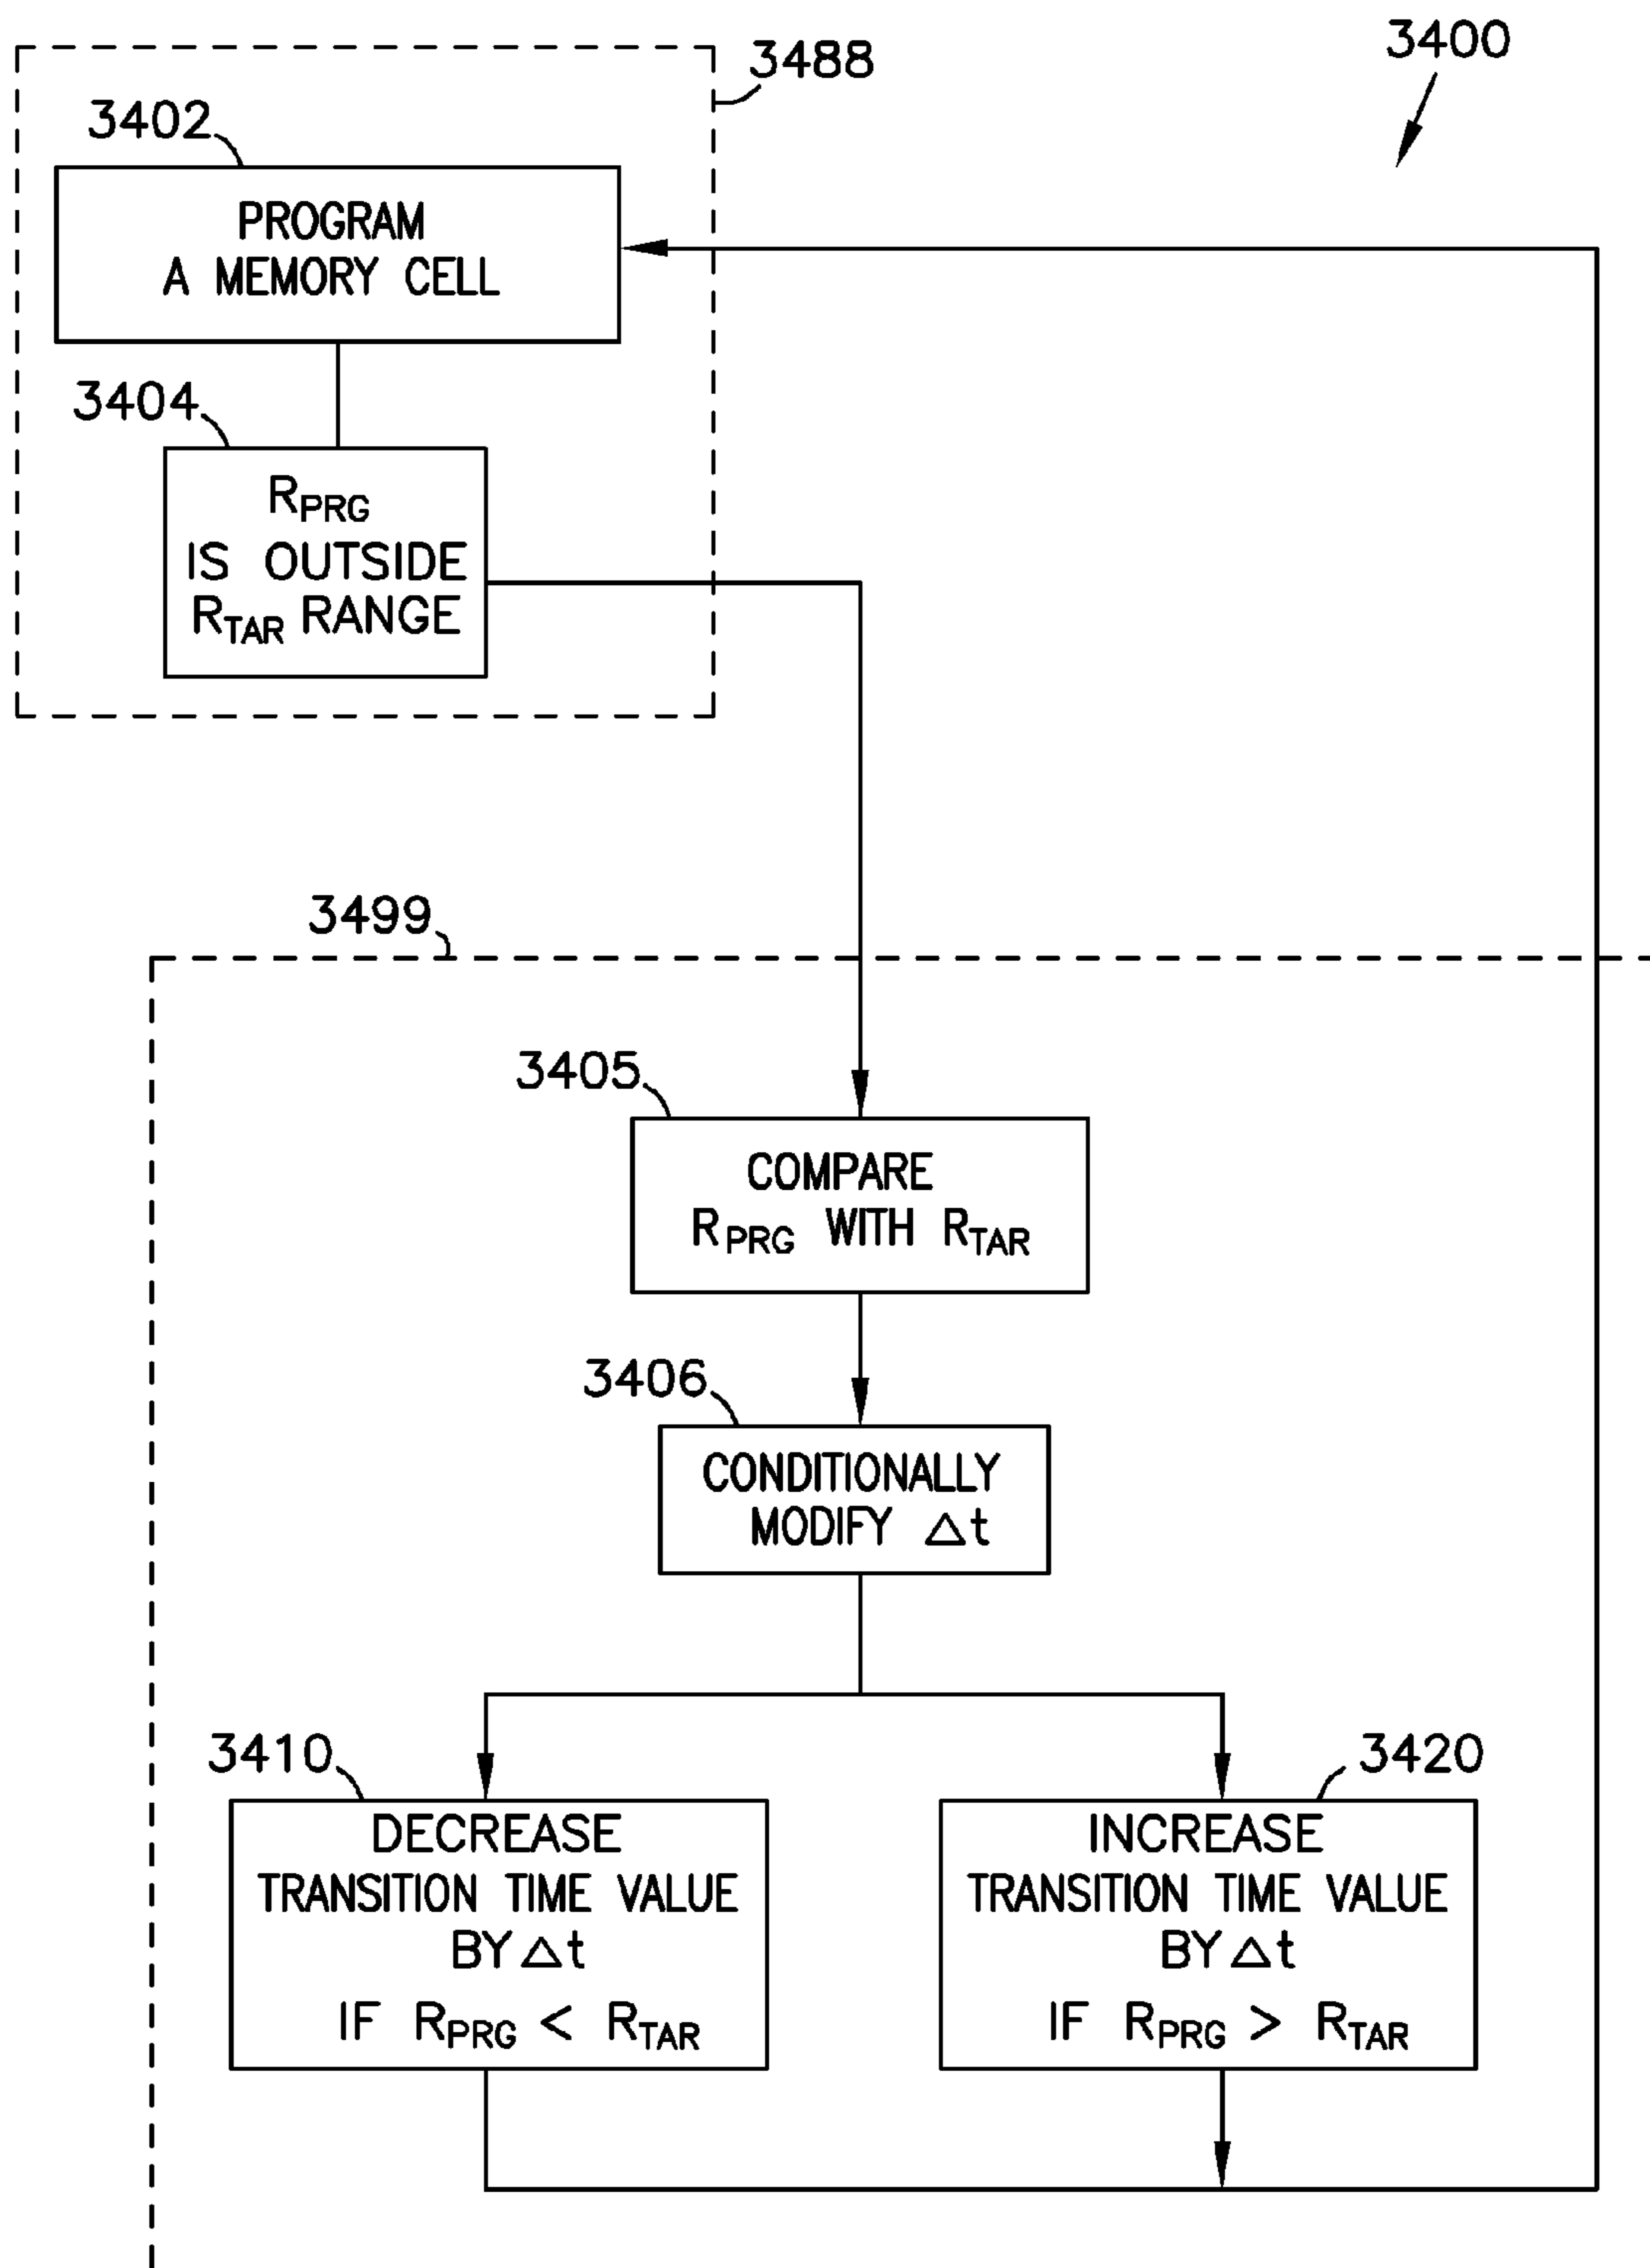 3400
3488
3402
PROGRAM
A MEMORY CELL
3404
RPRG
IS OUTSIDE
RTAR RANGE
3499
3405
COMPARE
RPRG WITH RTAR
3406
CONDITIONALLY
MODIFY △t
3410
DECREASE
TRANSITION TIME VALUE
BY △t
IF RPRG < RTAR
3420
INCREASE
TRANSITION TIME VALUE
BY △t
IF RPRG > RTAR